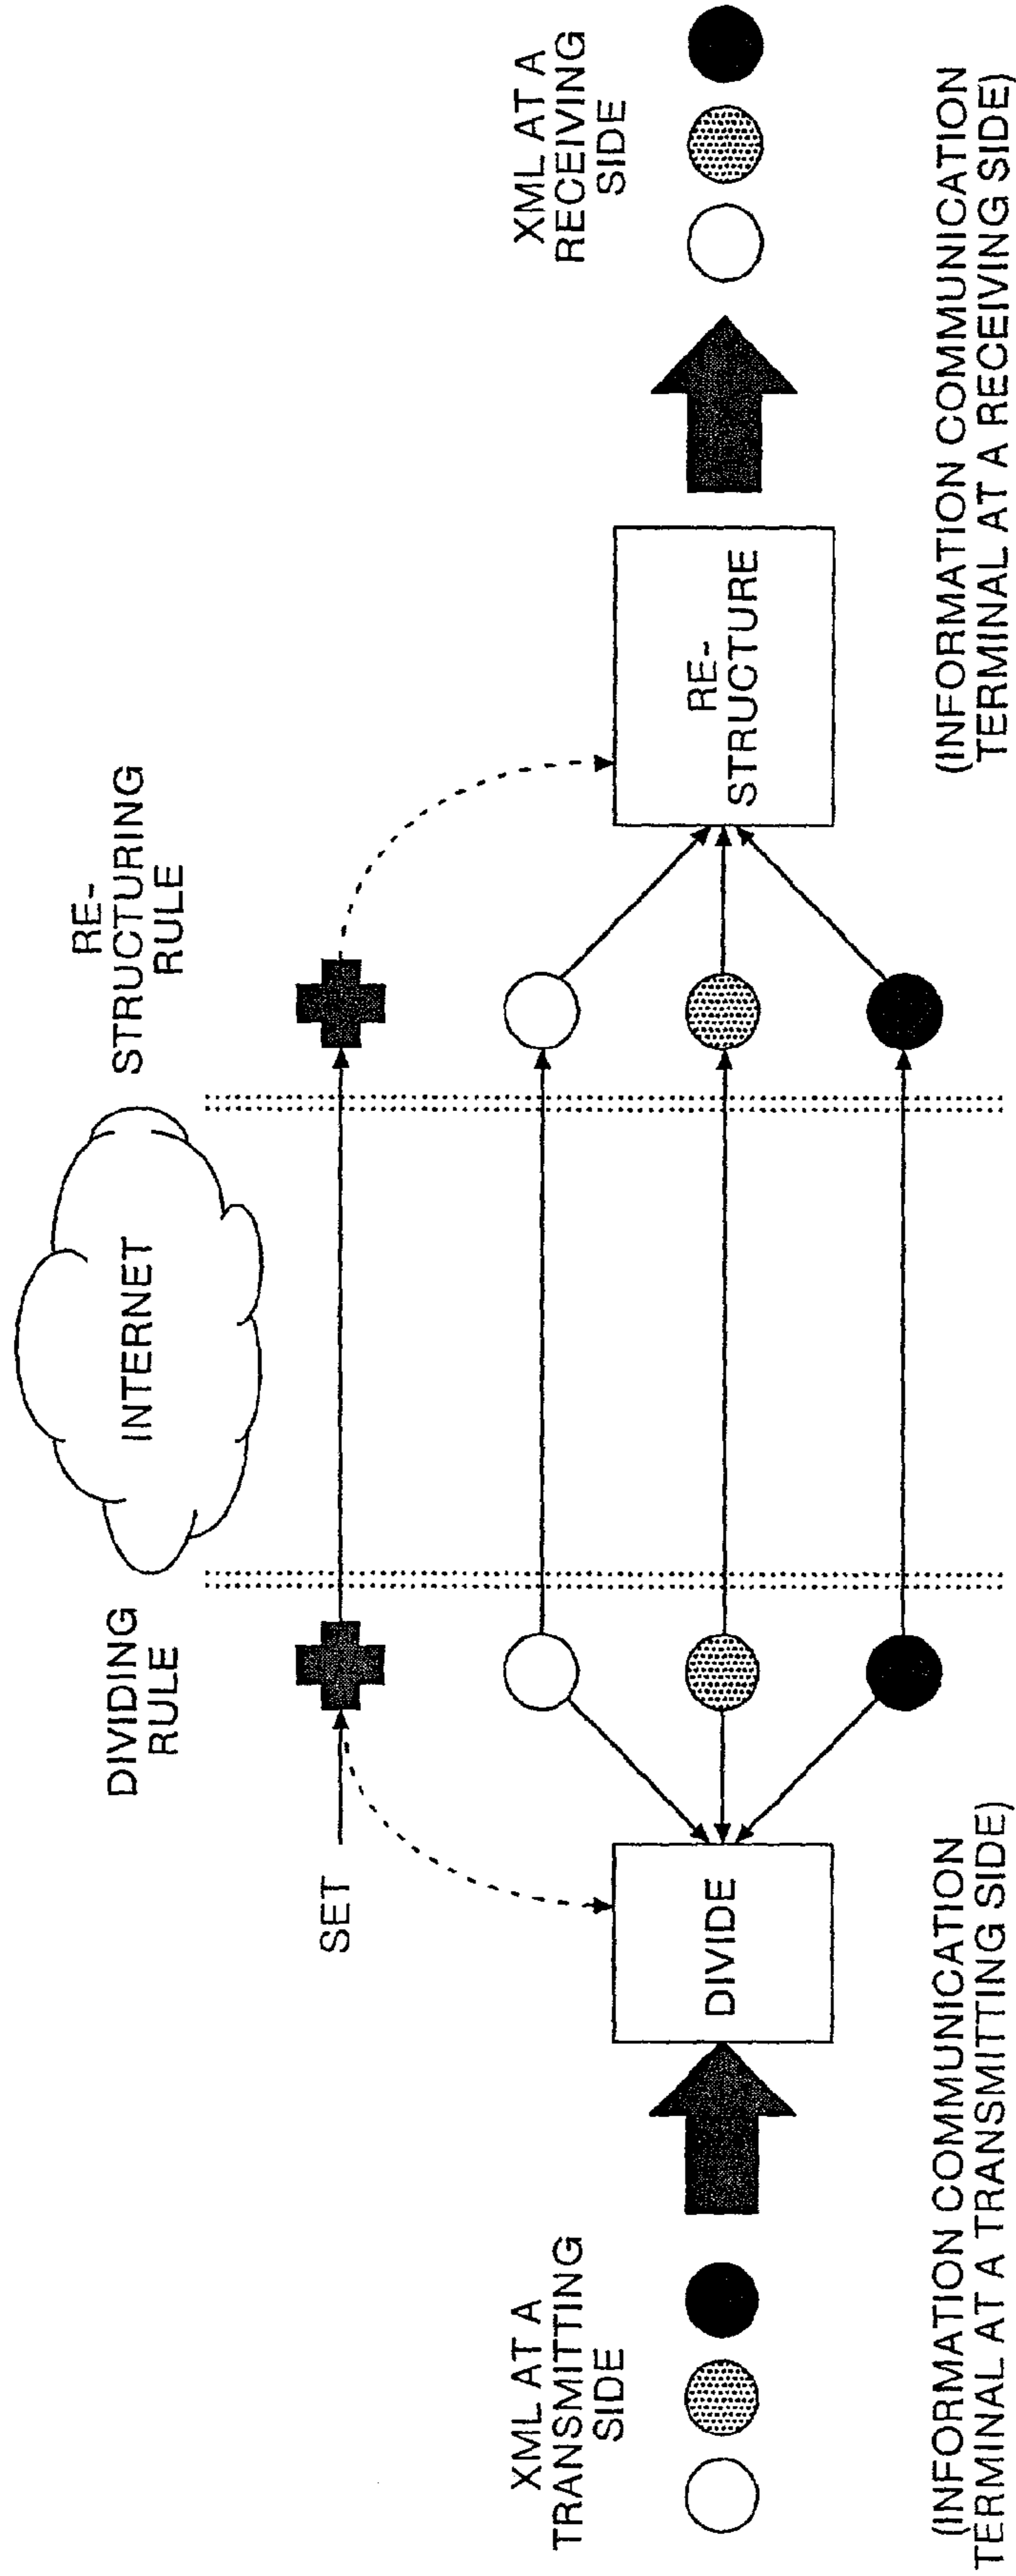 DIVIDING
RULE
INTERNET
RE-
STRUCTURING
RULE
SET
XML AT A
TRANSMITTING
SIDE
DIVIDE
RE-
STRUCTURE
XML AT A
RECEIVING
SIDE
(INFORMATION COMMUNICATION
TERMINAL AT A TRANSMITTING SIDE)
(INFORMATION COMMUNICATION
TERMINAL AT A RECEIVING SIDE)